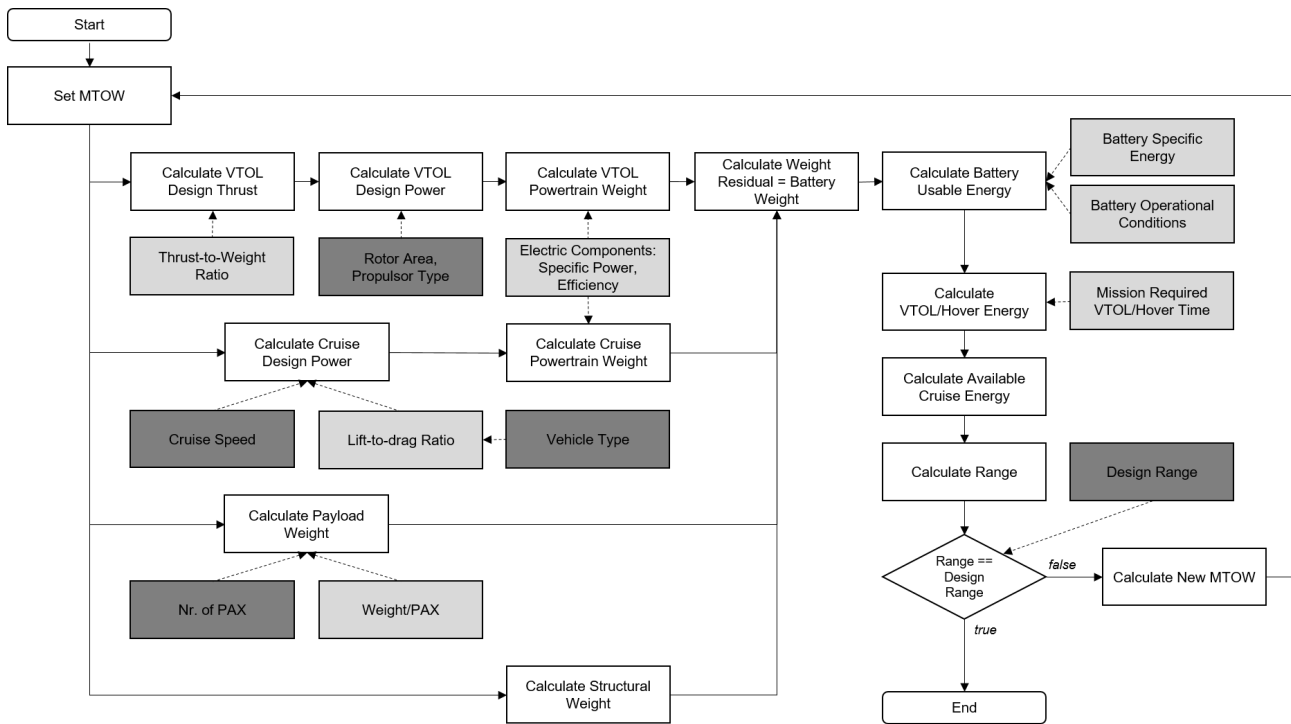 Start
Set MTOW
Calculate VTOL
Design Thrust
Calculate VTOL
Design Power
Calculate VTOL
Powertrain Weight
Calculate Weight
Residual = Battery
Weight
Calculate Battery
Usable Energy
Battery Specific
Energy
Battery Operational
Conditions
Thrust-to-Weight
Ratio
Rotor Area,
Propulsor Type
Electric Components:
Specific Power,
Efficiency
Calculate
VTOL/Hover Energy
Mission Required
VTOL/Hover Time
Calculate Cruise
Design Power
Calculate Cruise
Powertrain Weight
Calculate Available
Cruise Energy
Cruise Speed
Lift-to-drag Ratio
Vehicle Type
Calculate Range
Design Range
Calculate Payload
Weight
Range ==
Design
Range
false
Calculate New MTOW
true
Nr. of PAX
Weight/PAX
Calculate Structural
Weight
End